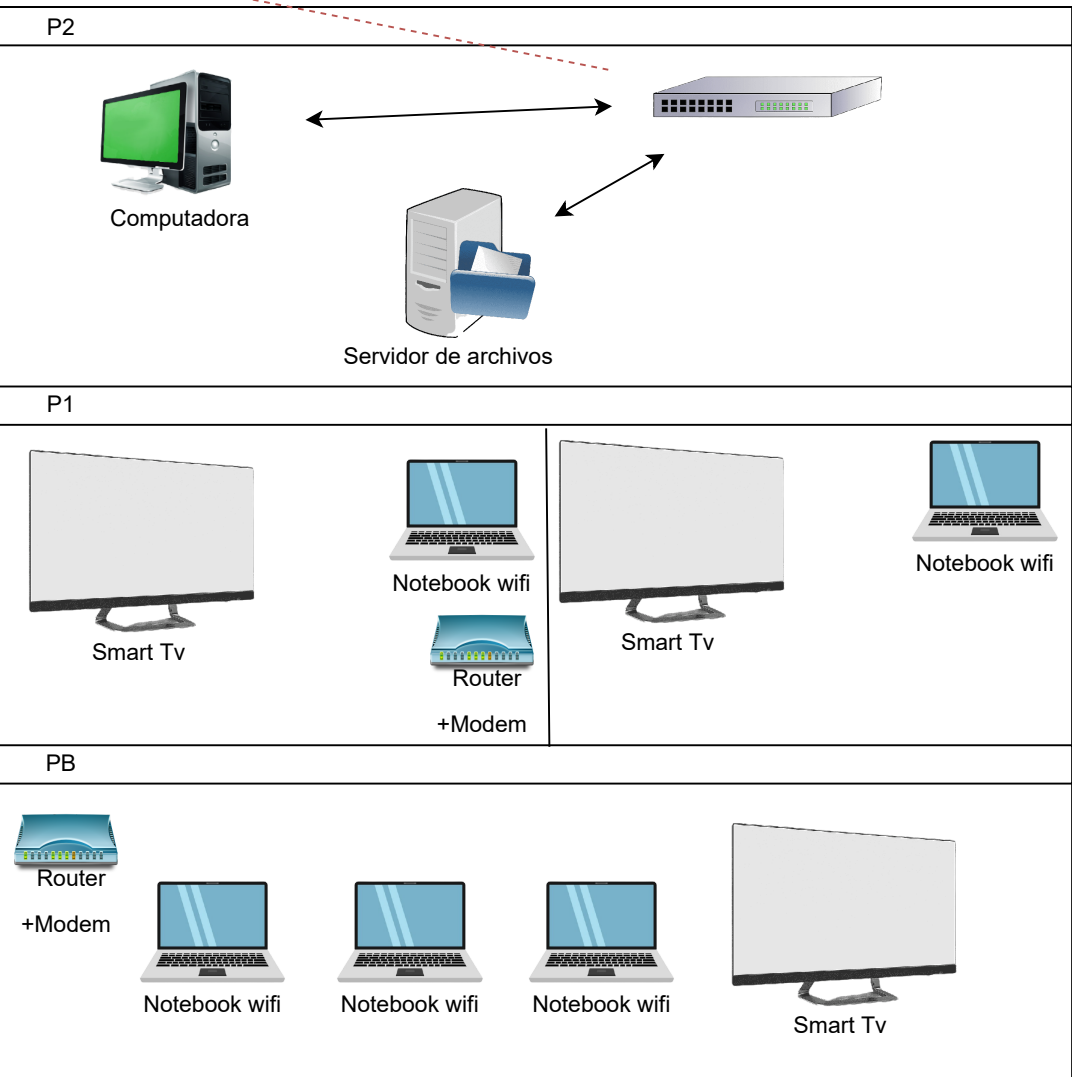 P2
Computadora
Servidor de archivos
P1
Smart Tv
Notebook wifi
Router
+Modem
Smart Tv
Notebook wifi
PB
Router
+Modem
Notebook wifi
Notebook wifi
Notebook wifi
Smart Tv